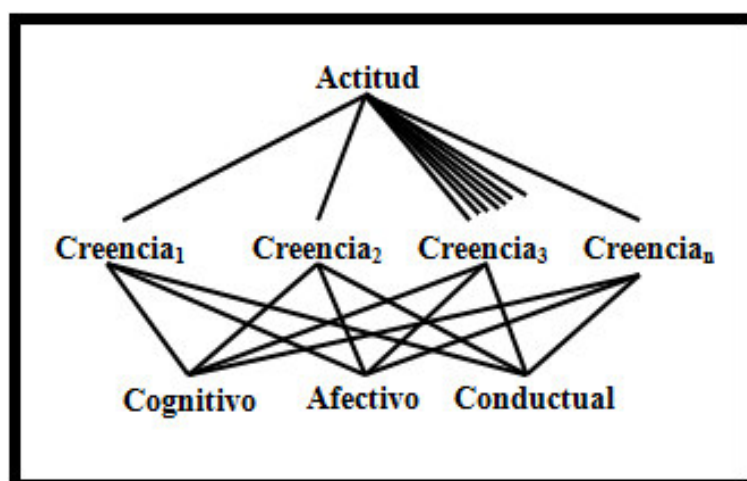 Actitud
Creencia₁ Creencia₂ Creencia₃ Creenciaₙ
Cognitivo Afectivo Conductual